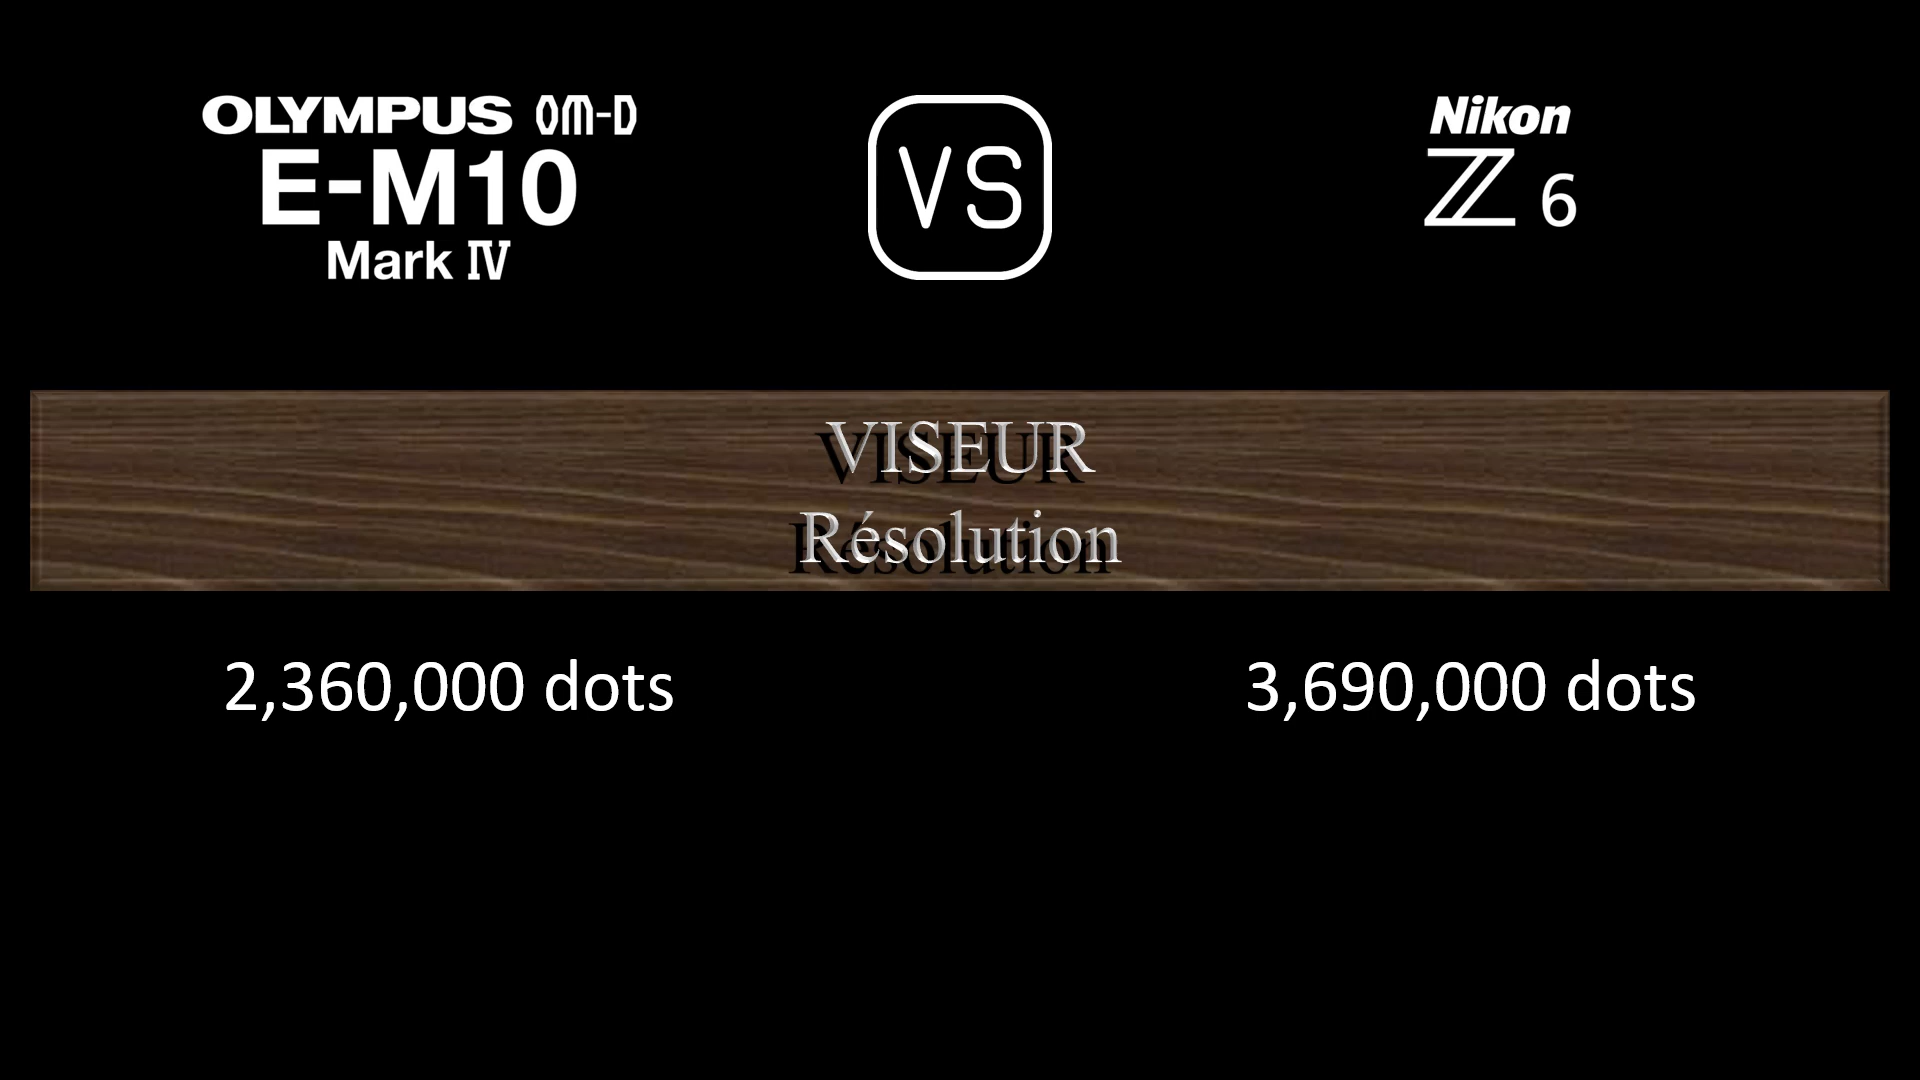 OLYMPUS OM-D
E-M10
Mark IV
VS
Nikon
Z 6
VISEUR
Résolution
2,360,000 dots
3,690,000 dots